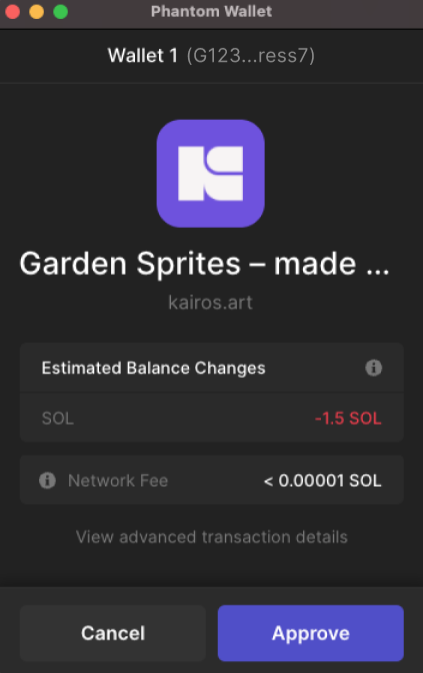 Phantom Wallet
Wallet 1 (G123...ress7)
Garden Sprites – made ...
kairos.art
Estimated Balance Changes
SOL -1.5 SOL
Network Fee < 0.00001 SOL
View advanced transaction details
Cancel Approve